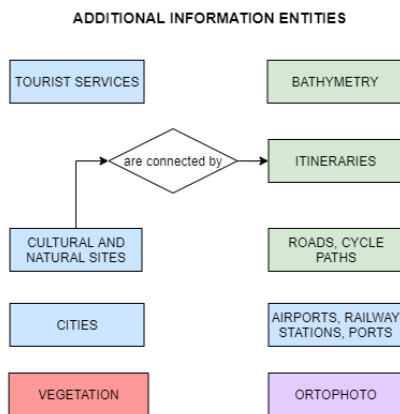 ADDITIONAL INFORMATION ENTITIES
TOURIST SERVICES
BATHYMETRY
are connected by
ITINERARIES
CULTURAL AND
NATURAL SITES
ROADS, CYCLE
PATHS
CITIES
AIRPORTS, RAILWAY
STATIONS, PORTS
VEGETATION
ORTOPHOTO